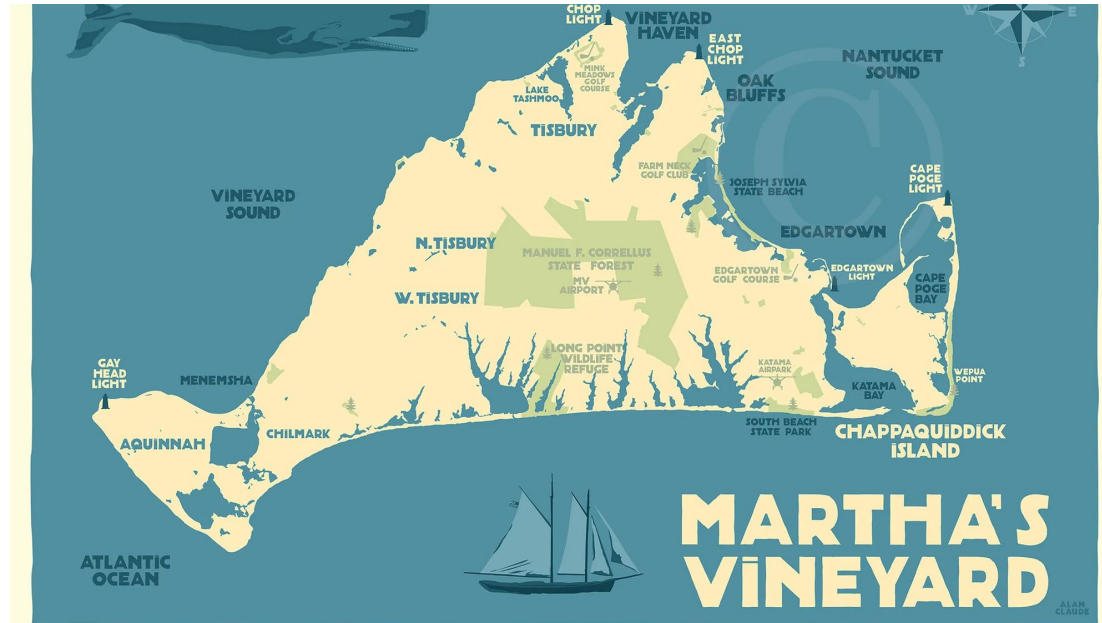 CHOP
LIGHT
VINEYARD
HAVEN
EAST
CHOP
LIGHT
W
E
S
NANTUCKET
SOUND
MINK
MEADOWS
GOLF
COURSE
LAKE
TASHMOO
OAK
BLUFFS
TISBURY
FARM NECK
GOLF CLUB
JOSEPH SYLVIA
STATE BEACH
CAPE
POGE
LIGHT
VINEYARD
SOUND
EDGARTOWN
N. TISBURY
MANUEL F. CORRELLUS
STATE FOREST
MV
AIRPORT
EDGARTOWN
GOLF COURSE
EDGARTOWN
LIGHT
CAPE
POGE
BAY
W. TISBURY
LONG POINT
WILDLIFE
REFUGE
KATAMA
AIRPARK
GAY
HEAD
LIGHT
MENEMSHA
WEPUA
POINT
KATAMA
BAY
AQUINNAH
CHILMARK
SOUTH BEACH
STATE PARK
CHAPPAQUIDDICK
ISLAND
MARTHA'S
VINEYARD
ATLANTIC
OCEAN
ALAN
CLAUDE
C